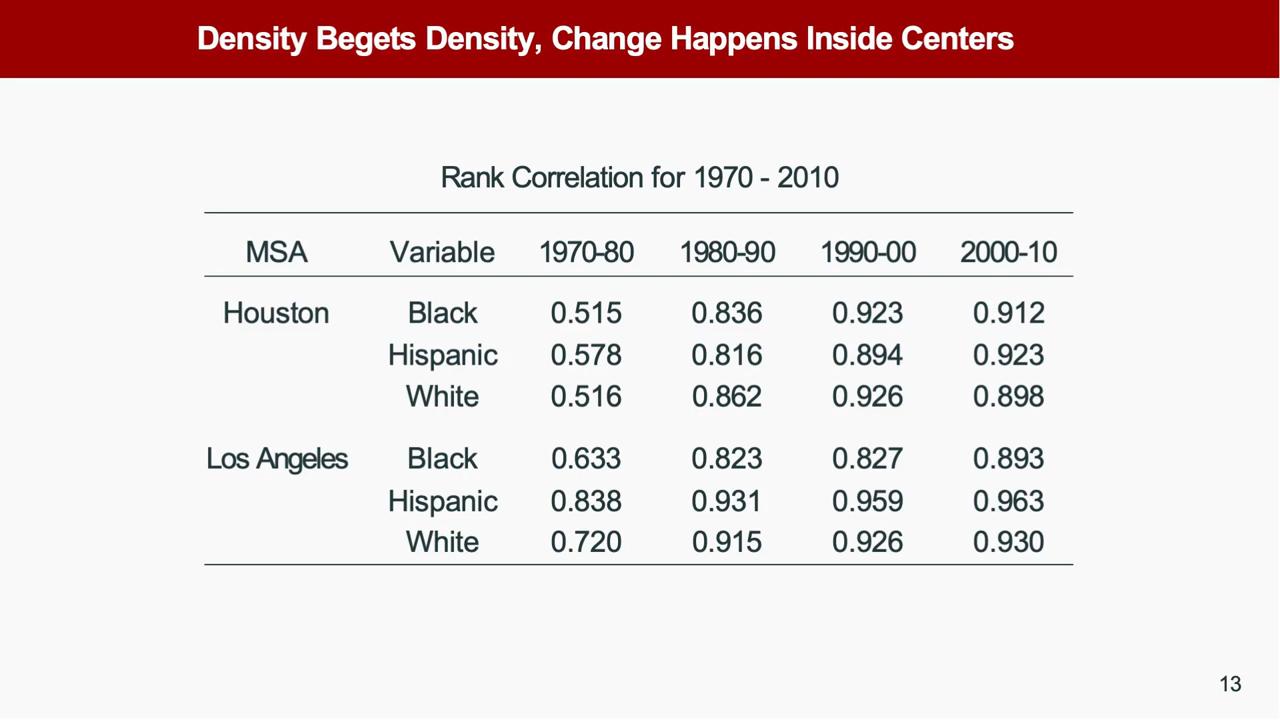 Density Begets Density, Change Happens Inside Centers
Rank Correlation for 1970 - 2010
MSA Variable 1970-80 1980-90 1990-00 2000-10
Houston Black 0.515 0.836 0.923 0.912
Hispanic 0.578 0.816 0.894 0.923
White 0.516 0.862 0.926 0.898
Los Angeles Black 0.633 0.823 0.827 0.893
Hispanic 0.838 0.931 0.959 0.963
White 0.720 0.915 0.926 0.930
13